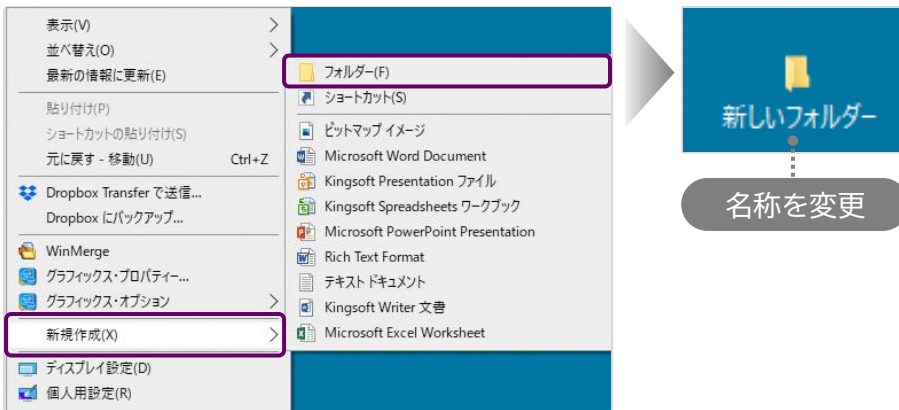 表示(V)
並べ替え(O)
最新の情報に更新(E)
貼り付け(P)
ショートカットの貼り付け(S)
元に戻す - 移動(U) Ctrl+Z
Dropbox Transfer で送信...
Dropbox にバックアップ...
WinMerge
グラフィックス・プロパティー...
グラフィックス・オプション
新規作成(X)
ディスプレイ設定(D)
個人用設定(R)
フォルダー(F)
ショートカット(S)
ビットマップ イメージ
Microsoft Word Document
Kingsoft Presentation ファイル
Kingsoft Spreadsheets ワークブック
Microsoft PowerPoint Presentation
Rich Text Format
テキスト ドキュメント
Kingsoft Writer 文書
Microsoft Excel Worksheet
新しいフォルダー
名称を変更